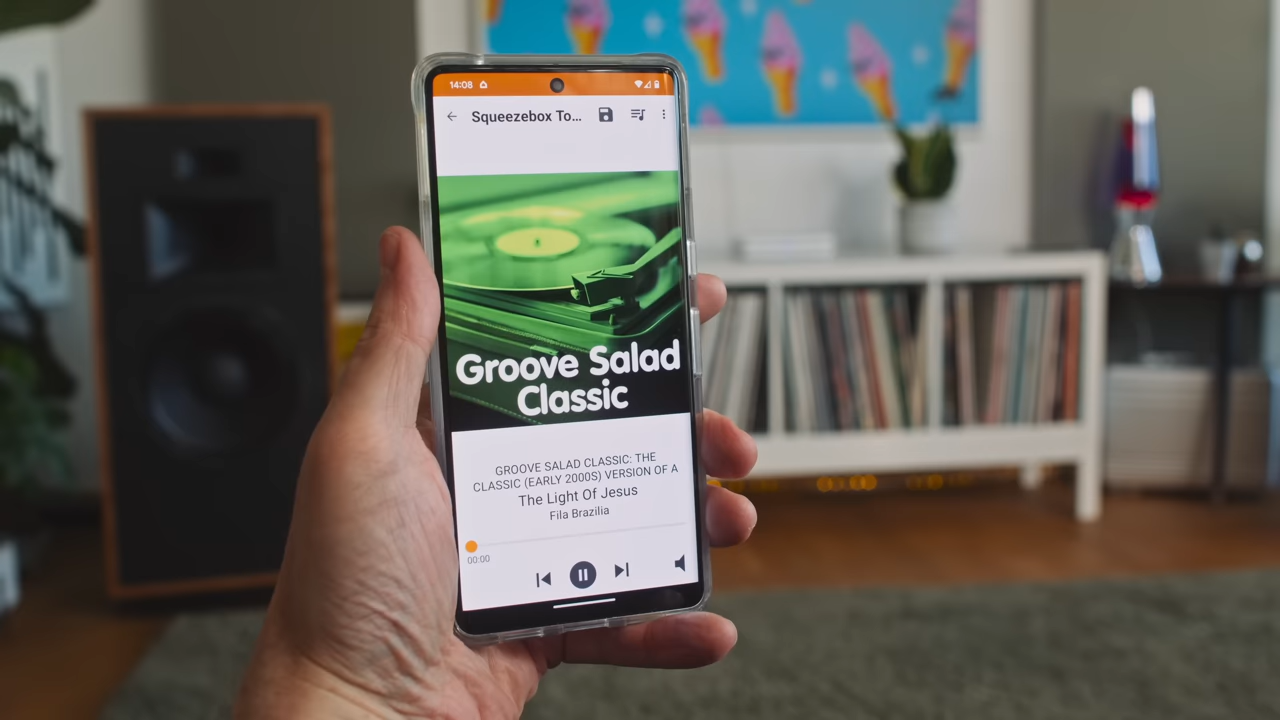 14:08
Squeezebox To...
Groove Salad
Classic
GROOVE SALAD CLASSIC: THE
CLASSIC (EARLY 2000S) VERSION OF A
The Light Of Jesus
Fila Brazilia
00:00